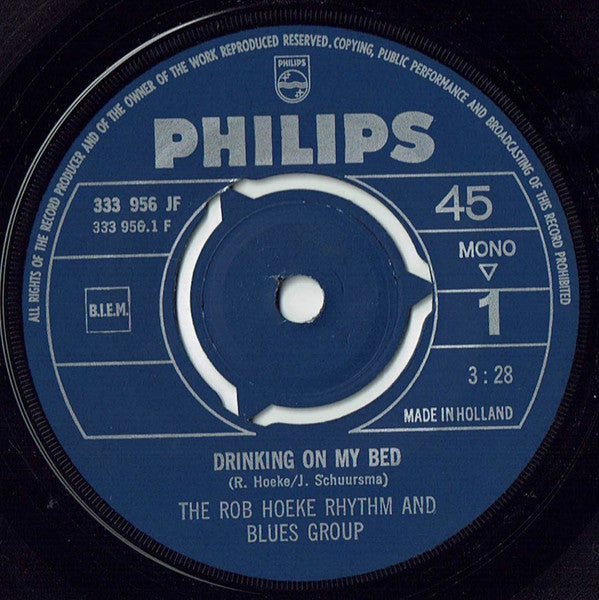 ALL RIGHTS OF THE RECORD PRODUCER AND OF THE OWNER OF THE WORK REPRODUCED RESERVED. COPYING, PUBLIC PERFORMANCE AND BROADCASTING OF THIS RECORD PROHIBITED
PHILIPS
PHILIPS
333 956 JF
333 956.1 F
45
MONO
B.I.E.M.
1
3 : 28
MADE IN HOLLAND
DRINKING ON MY BED
(R. Hoeke/J. Schuursma)
THE ROB HOEKE RHYTHM AND
BLUES GROUP